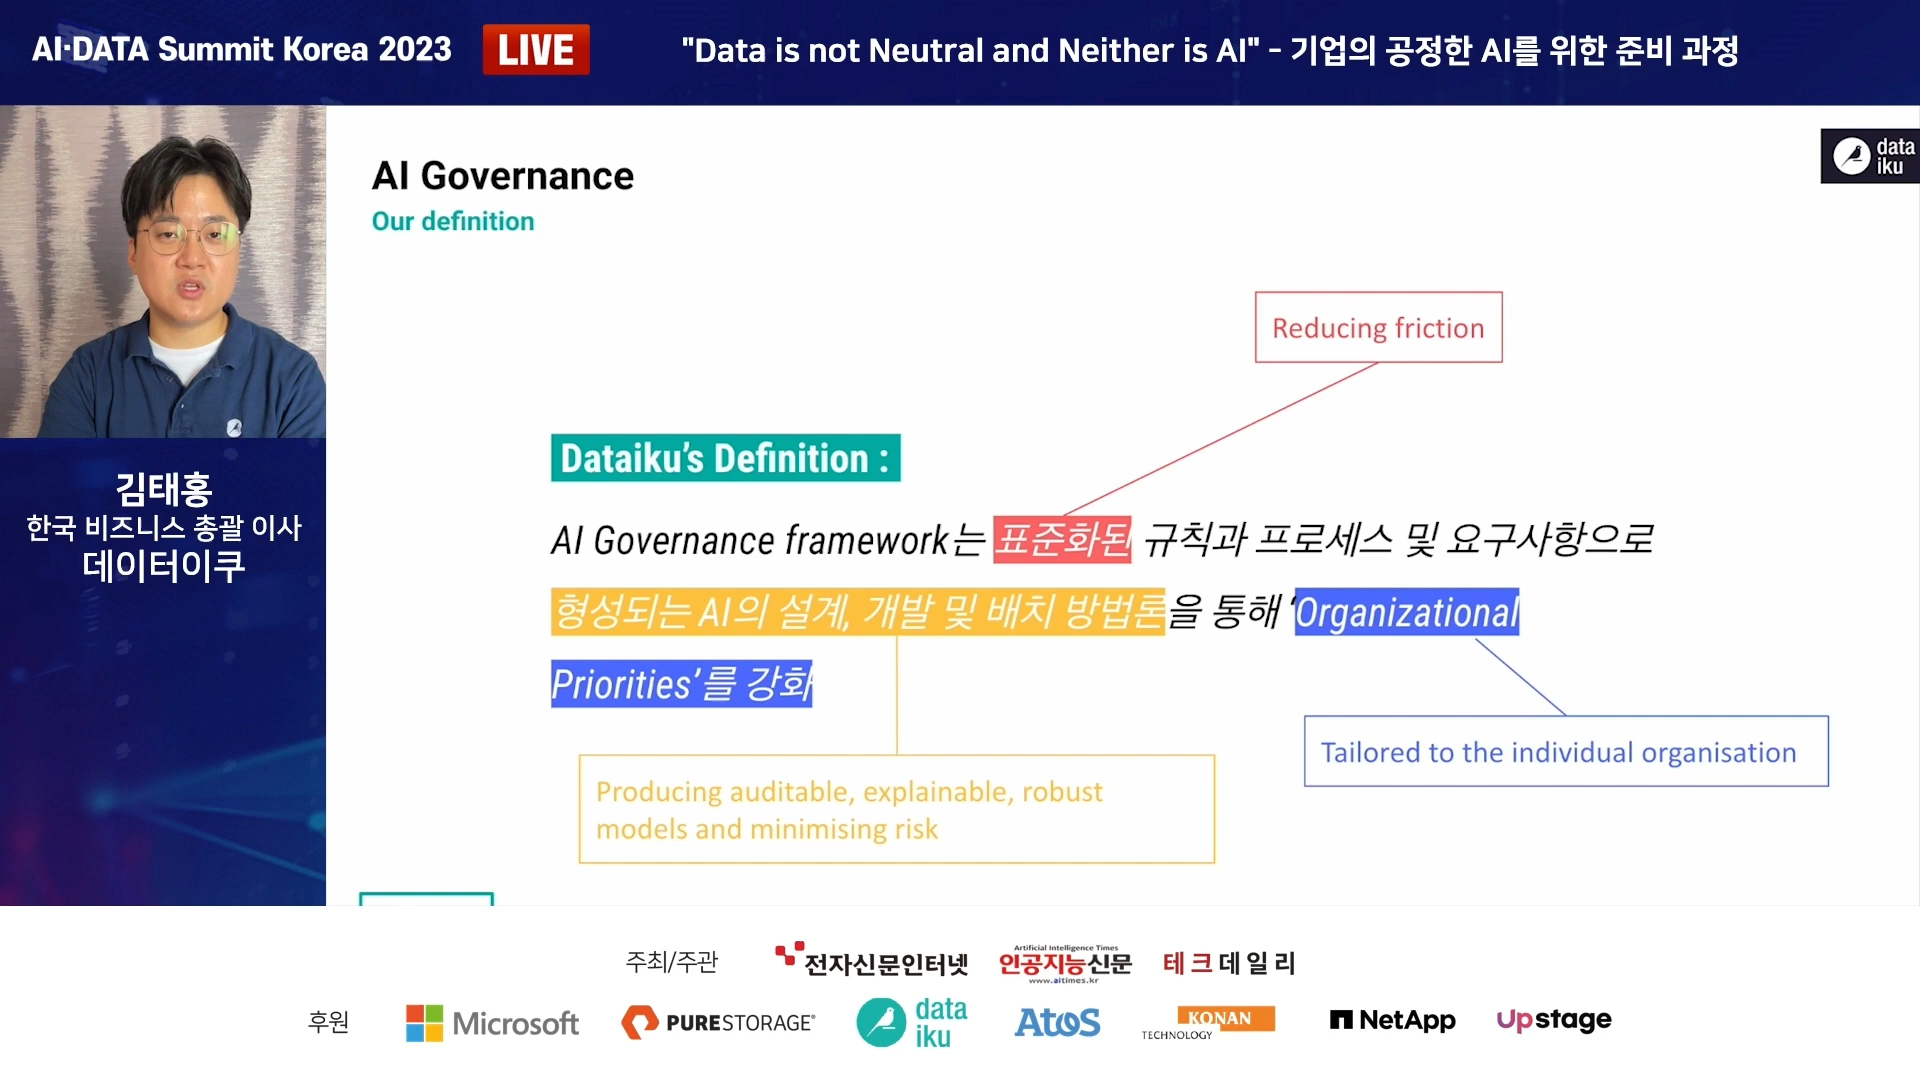 AI·DATA Summit Korea 2023
LIVE
"Data is not Neutral and Neither is AI" - 기업의 공정한 AI를 위한 준비 과정
data
iku
AI Governance
Our definition
Reducing friction
Dataiku's Definition :
AI Governance framework는 표준화된 규칙과 프로세스 및 요구사항으로
형성되는 AI의 설계, 개발 및 배치 방법론을 통해 ‘Organizational
Priorities’를 강화
Tailored to the individual organisation
Producing auditable, explainable, robust
models and minimising risk
김태홍
한국 비즈니스 총괄 이사
데이터이쿠
주최/주관
전자신문인터넷
Artificial Intelligence Times
인공지능신문
www.aitimes.kr
테크데일리
후원
Microsoft
PURESTORAGE®
data
iku
Atos
KONAN
TECHNOLOGY
NetApp
Upstage